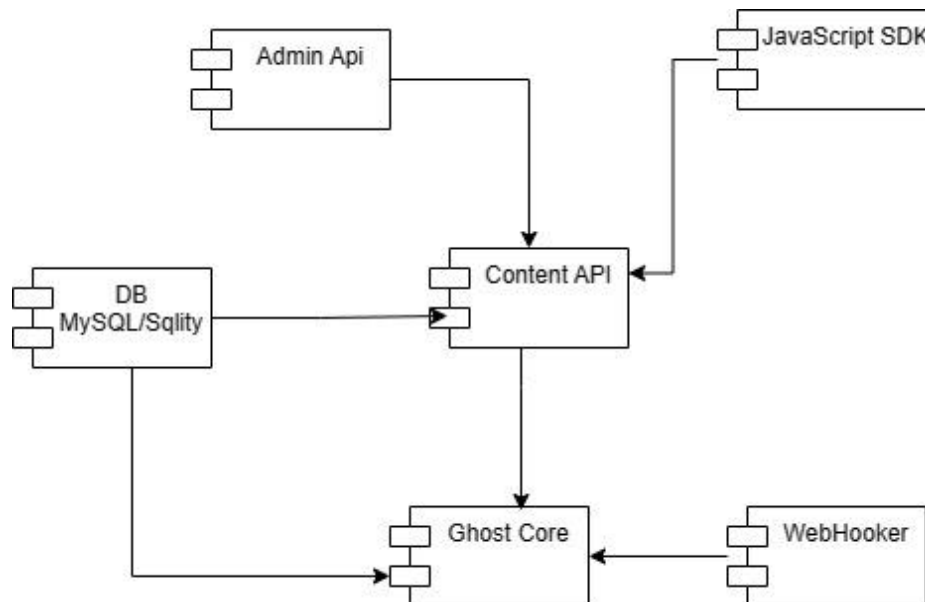 Admin Api
JavaScript SDK
Content API
DB
MySQL/Sqlity
Ghost Core
WebHooker